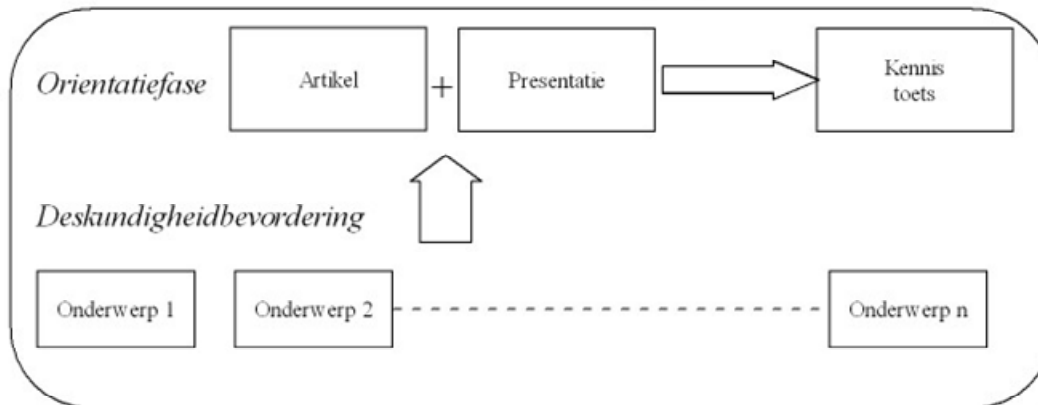 Orientatiefase
Artikel
+
Presentatie
Kennis
toets
Deskundigheidbevordering
Onderwerp 1
Onderwerp 2
Onderwerp n